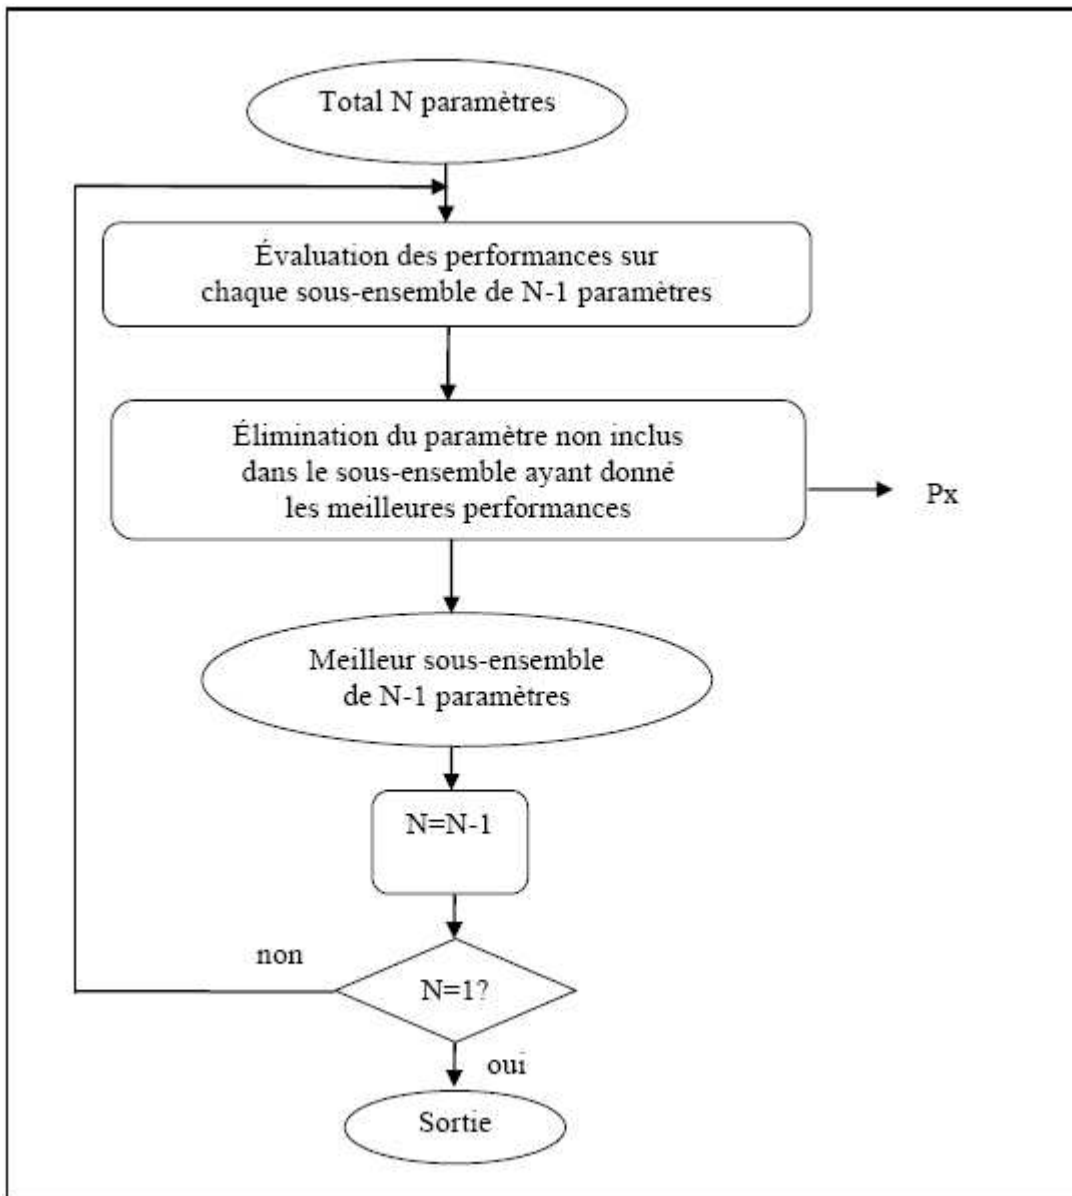 Total N paramètres
Évaluation des performances sur
chaque sous-ensemble de N-1 paramètres
Élimination du paramètre non inclus
dans le sous-ensemble ayant donné
les meilleures performances
Px
Meilleur sous-ensemble
de N-1 paramètres
N=N-1
non
N=1?
oui
Sortie